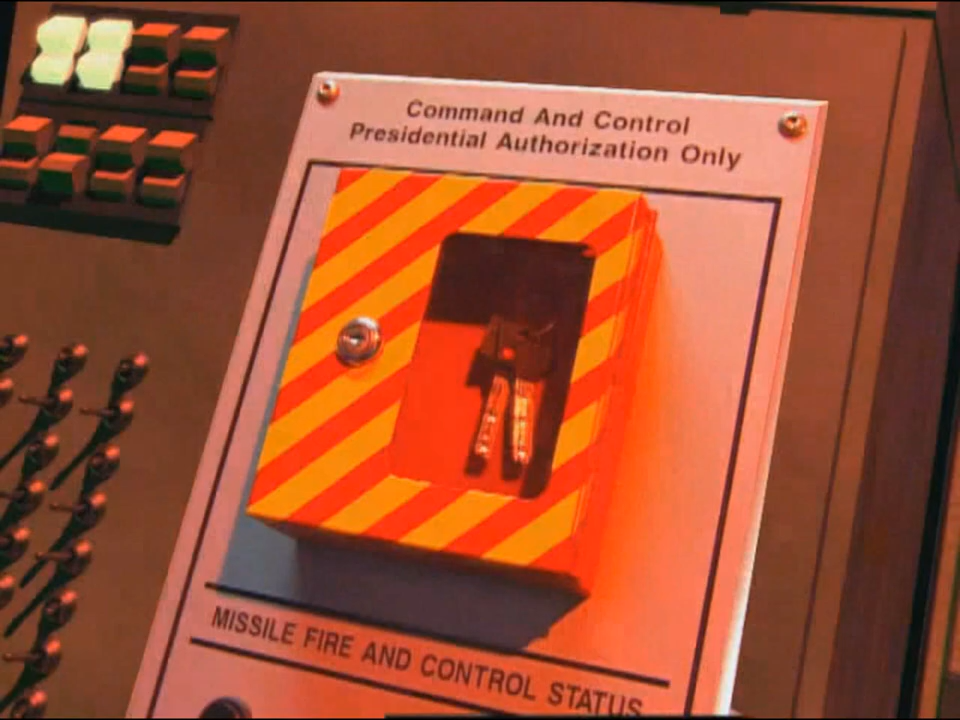 Command And Control
Presidential Authorization Only
MISSILE FIRE AND CONTROL STATUS